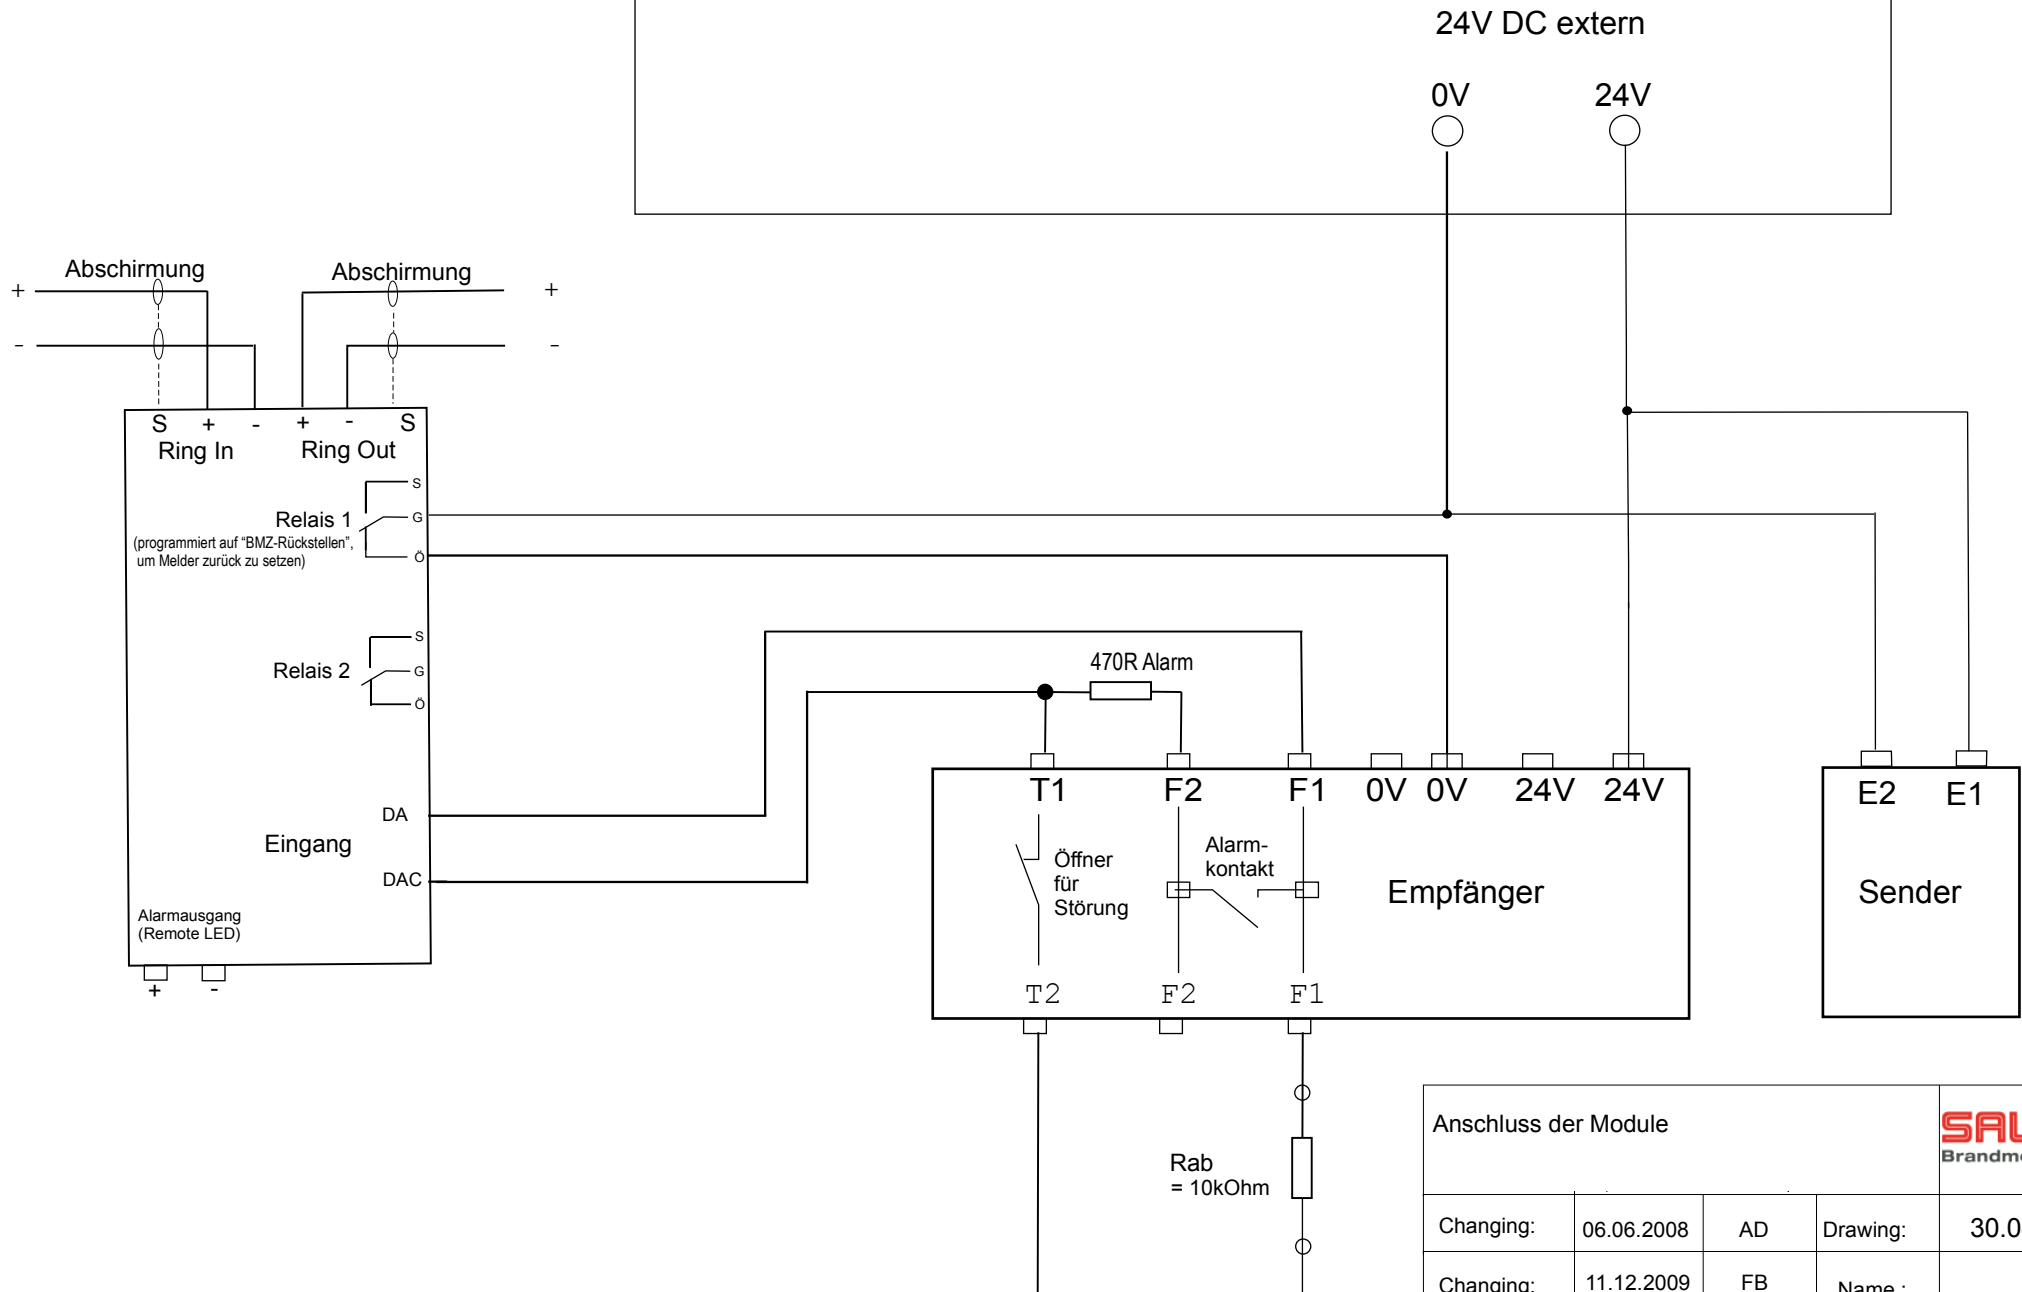 24V DC extern
0V 24V
Abschirmung Abschirmung
+ +
- -
S + - + - S
Ring In Ring Out
S
Relais 1 G
(programmiert auf "BMZ-Rückstellen",
um Melder zurück zu setzen)
Ö
S
Relais 2 G
Ö
470R Alarm
T1 F2 F1 0V 0V 24V 24V
E2 E1
DA
Eingang
DAC
Öffner
für
Störung
Alarm-
kontakt
Empfänger
Sender
Alarmausgang
(Remote LED)
+ -
T2 F2 F1
Rab
= 10kOhm
Anschluss der Module
Changing: 06.06.2008 AD Drawing: 30.0
Changing: 11.12.2009 FB Name :